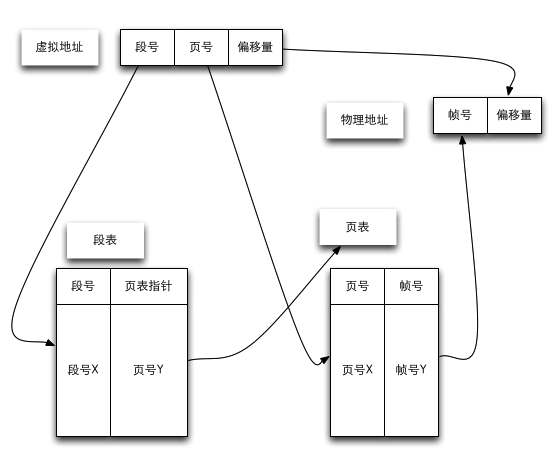 虚拟地址
段号 页号 偏移量
物理地址
帧号 偏移量
段表
段号 页表指针
段号X 页号Y
页表
页号 帧号
页号X 帧号Y